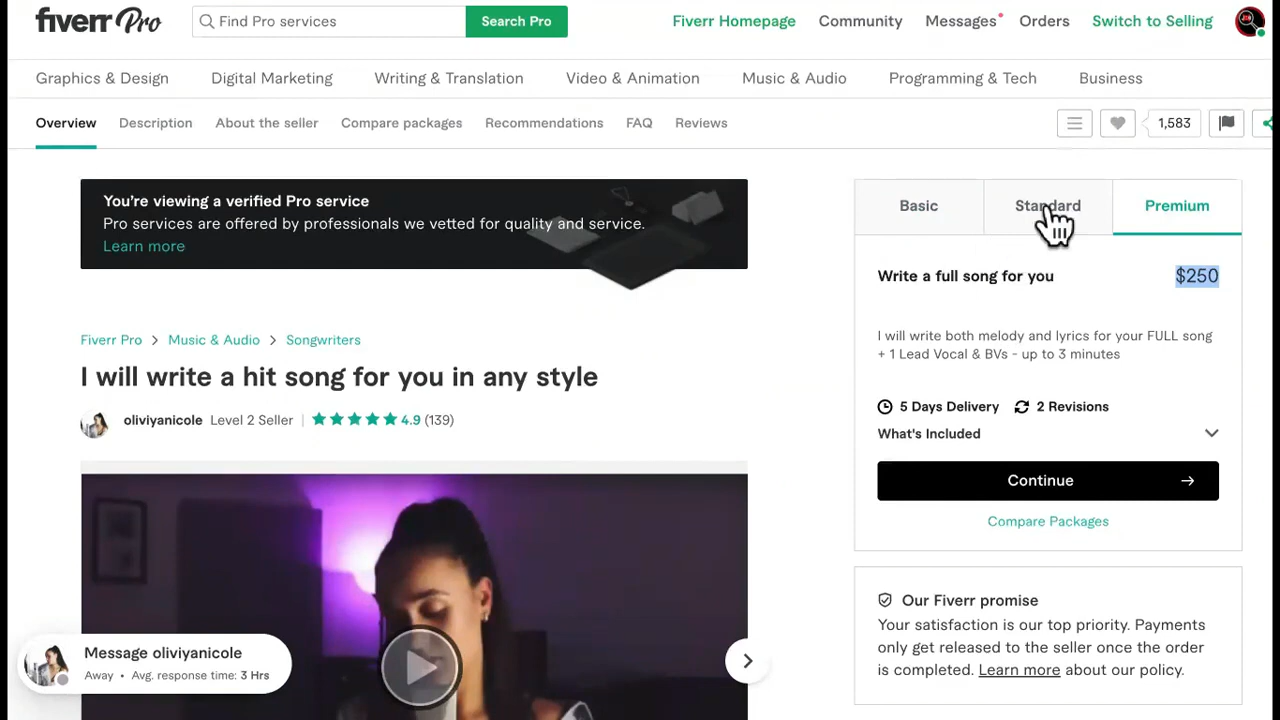 fiverr Pro
Find Pro services
Search Pro
Fiverr Homepage
Community
Messages
Orders
Switch to Selling
Graphics & Design
Digital Marketing
Writing & Translation
Video & Animation
Music & Audio
Programming & Tech
Business
Overview
Description
About the seller
Compare packages
Recommendations
FAQ
Reviews
1,583
You're viewing a verified Pro service
Pro services are offered by professionals we vetted for quality and service.
Learn more
Fiverr Pro > Music & Audio > Songwriters
I will write a hit song for you in any style
oliviyanicole Level 2 Seller | 4.9 (139)
Message oliviyanicole
Away • Avg. response time: 3 Hrs
Basic
Standard
Premium
Write a full song for you $250
I will write both melody and lyrics for your FULL song
+ 1 Lead Vocal & BVs - up to 3 minutes
5 Days Delivery 2 Revisions
What's Included
Continue
Compare Packages
Our Fiverr promise
Your satisfaction is our top priority. Payments
only get released to the seller once the order
is completed. Learn more about our policy.